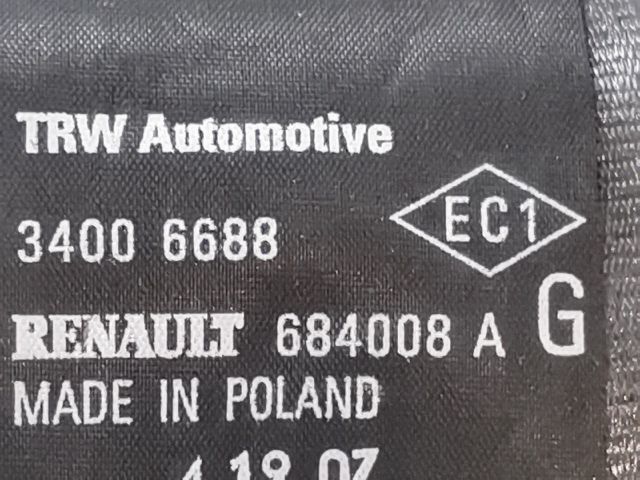 TRW Automotive
3400 6688
EC1
RENAULT 684008 A G
MADE IN POLAND